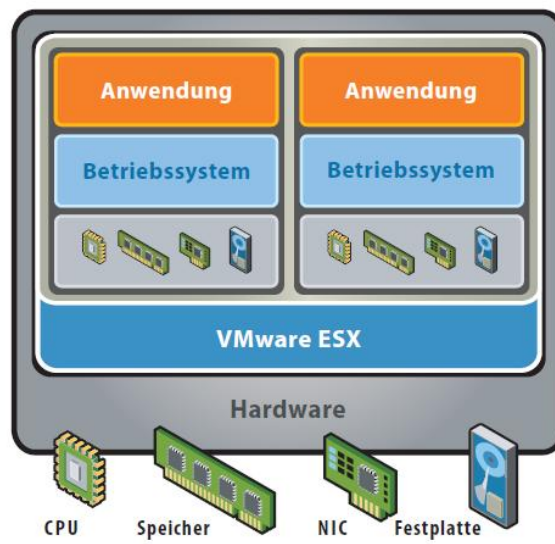 Anwendung Anwendung
Betriebssystem Betriebssystem
VMware ESX
Hardware
CPU Speicher NIC Festplatte